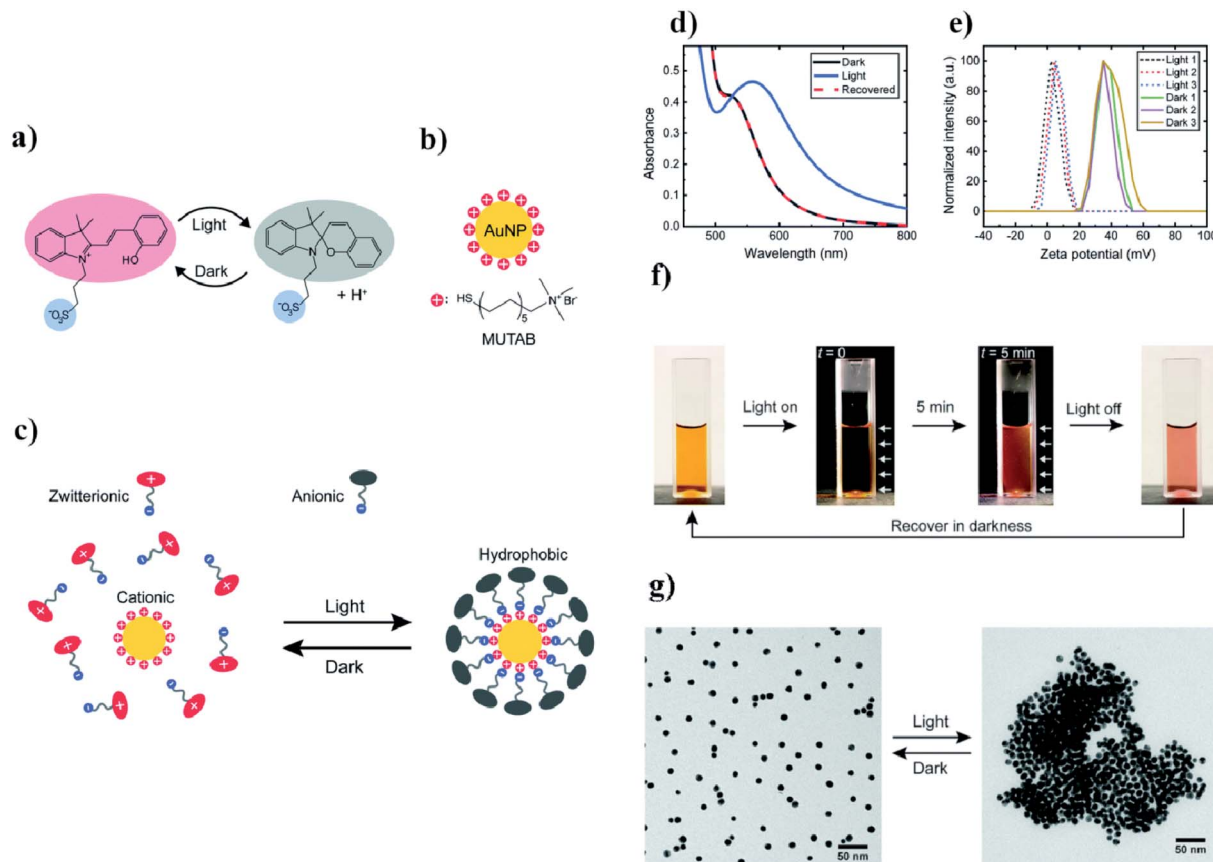 a)
Light
Dark
HO
N⁺
⁻O₃S
N
O
⁻O₃S
+ H⁺
b)
AuNP
+: HS 5 N⁺Br⁻
MUTAB
c)
Zwitterionic
Anionic
Cationic
Light
Dark
Hydrophobic
d)
Absorbance
0.5
0.4
0.3
0.2
0.1
0.0
500 600 700 800
Wavelength (nm)
Dark
Light
Recovered
e)
Normalized intensity (a.u.)
100
80
60
40
20
0
-40 -20 0 20 40 60 80 100
Zeta potential (mV)
Light 1
Light 2
Light 3
Dark 1
Dark 2
Dark 3
f)
Light on
t = 0
5 min
t = 5 min
Light off
Recover in darkness
g)
50 nm
Light
Dark
50 nm